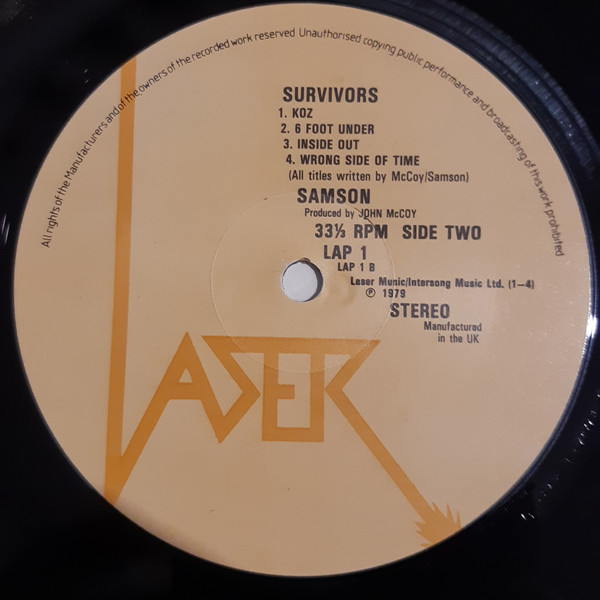 All rights of the Manufacturers and of the owners of the recorded work reserved Unauthorised copying public performance and broadcasting of this work prohibited
SURVIVORS
1. KOZ
2. 6 FOOT UNDER
3. INSIDE OUT
4. WRONG SIDE OF TIME
(All titles written by McCoy/Samson)
SAMSON
Produced by JOHN McCOY
33⅓ RPM SIDE TWO
LAP 1
LAP 1 B
Laser Music/Intersong Music Ltd. (1–4)
℗ 1979
STEREO
Manufactured
in the UK
LASER